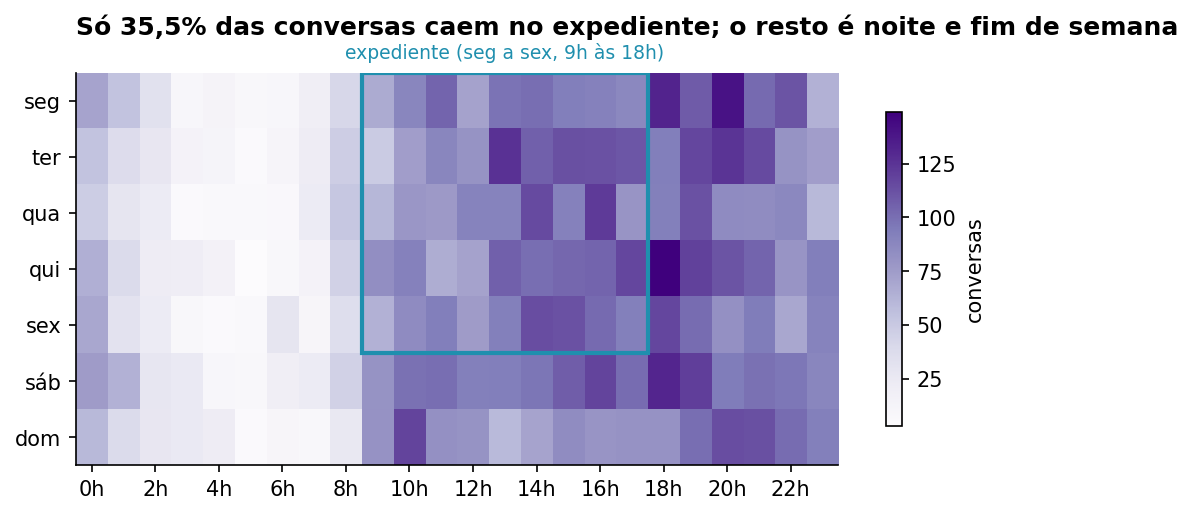 Só 35,5% das conversas caem no expediente; o resto é noite e fim de semana
expediente (seg a sex, 9h às 18h)
seg
ter
qua
qui
sex
sáb
dom
0h 2h 4h 6h 8h 10h 12h 14h 16h 18h 20h 22h
125
100
75
50
25
conversas